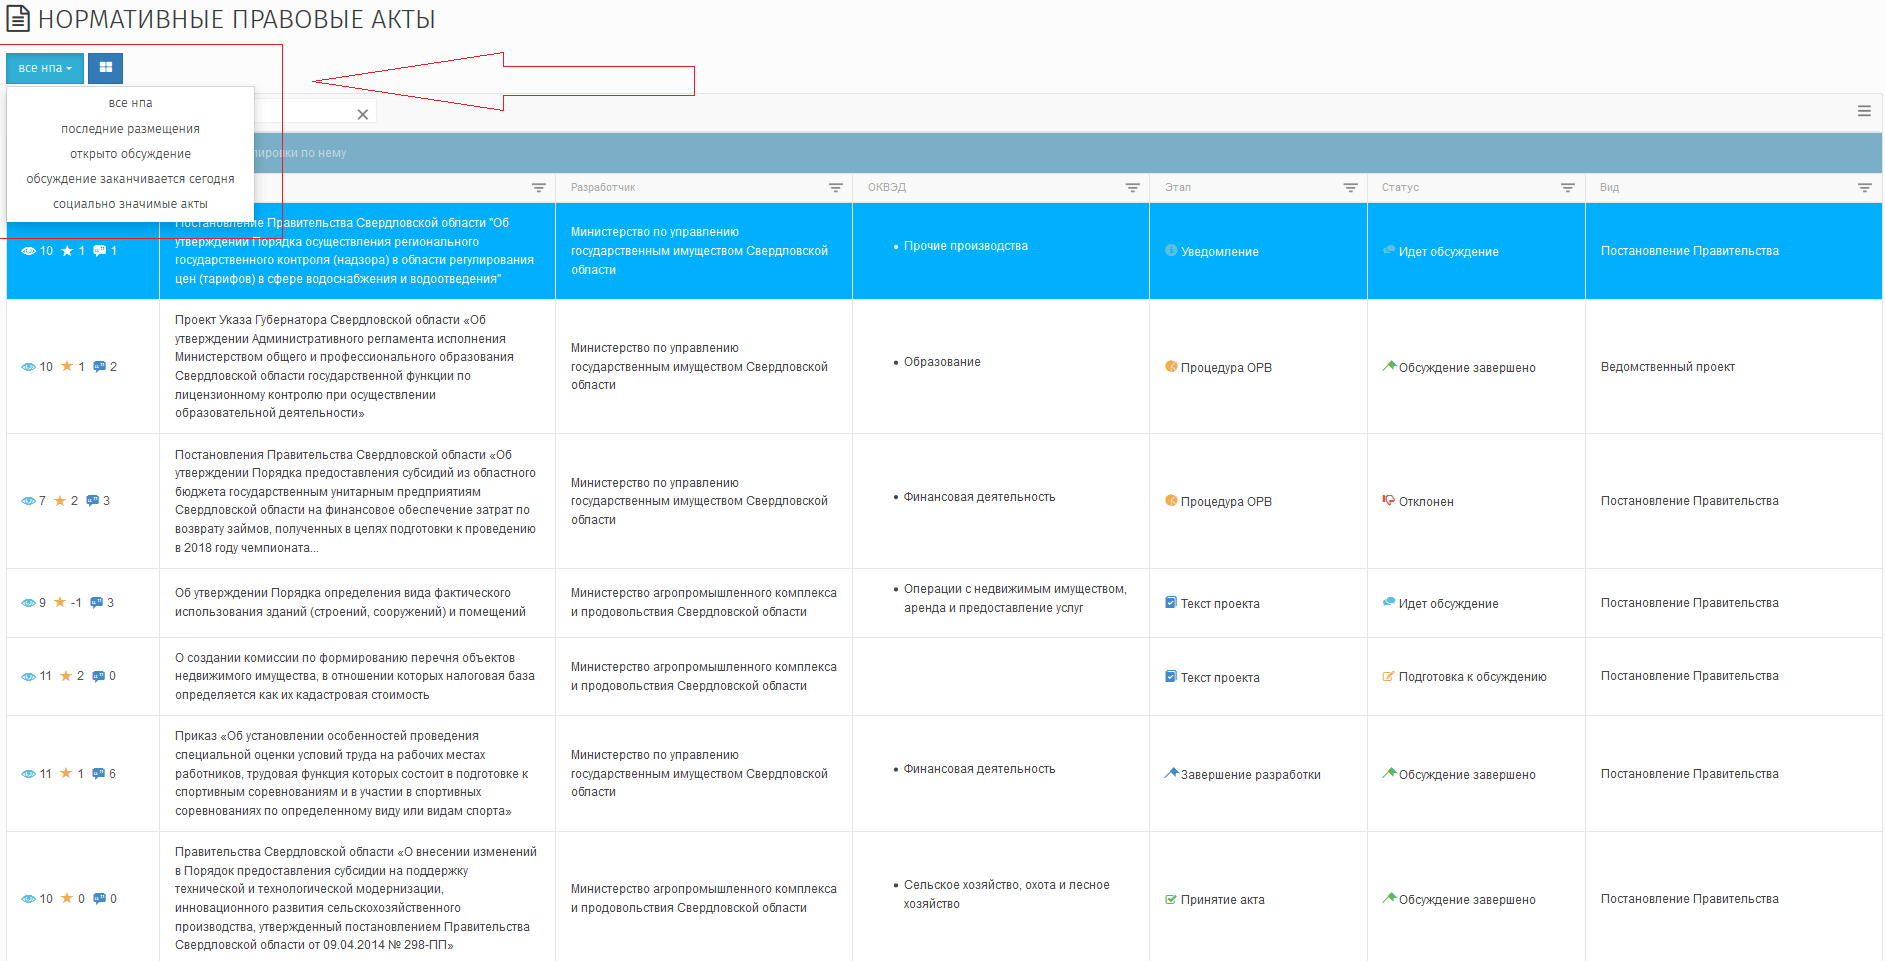 НОРМАТИВНЫЕ ПРАВОВЫЕ АКТЫ
все нпа
все нпа
последние размещения
открыто обсуждение
обсуждение заканчивается сегодня
социально значимые акты
по нему
Разработчик
ОКВЭД
Этап
Статус
Вид
10 1 1
Постановление Правительства Свердловской области "Об
утверждении Порядка осуществления регионального
государственного контроля (надзора) в области регулирования
цен (тарифов) в сфере водоснабжения и водоотведения"
Министерство по управлению
государственным имуществом Свердловской
области
• Прочие производства
Уведомление
Идет обсуждение
Постановление Правительства
10 1 2
Проект Указа Губернатора Свердловской области «Об
утверждении Административного регламента исполнения
Министерством общего и профессионального образования
Свердловской области государственной функции по
лицензионному контролю при осуществлении
образовательной деятельности»
Министерство по управлению
государственным имуществом Свердловской
области
• Образование
Процедура ОРВ
Обсуждение завершено
Ведомственный проект
7 2 3
Постановления Правительства Свердловской области «Об
утверждении Порядка предоставления субсидий из областного
бюджета государственным унитарным предприятиям
Свердловской области на финансовое обеспечение затрат по
возврату займов, полученных в целях подготовки к проведению
в 2018 году чемпионата...
Министерство по управлению
государственным имуществом Свердловской
области
• Финансовая деятельность
Процедура ОРВ
Отклонен
Постановление Правительства
9 -1 3
Об утверждении Порядка определения вида фактического
использования зданий (строений, сооружений) и помещений
Министерство агропромышленного комплекса
и продовольствия Свердловской области
• Операции с недвижимым имуществом,
аренда и предоставление услуг
Текст проекта
Идет обсуждение
Постановление Правительства
11 2 0
О создании комиссии по формированию перечня объектов
недвижимого имущества, в отношении которых налоговая база
определяется как их кадастровая стоимость
Министерство агропромышленного комплекса
и продовольствия Свердловской области
Текст проекта
Подготовка к обсуждению
Постановление Правительства
11 1 6
Приказ «Об установлении особенностей проведения
специальной оценки условий труда на рабочих местах
работников, трудовая функция которых состоит в подготовке к
спортивным соревнованиям и в участии в спортивных
соревнованиях по определенному виду или видам спорта»
Министерство по управлению
государственным имуществом Свердловской
области
• Финансовая деятельность
Завершение разработки
Обсуждение завершено
Постановление Правительства
10 0 0
Правительства Свердловской области «О внесении изменений
в Порядок предоставления субсидии на поддержку
технической и технологической модернизации,
инновационного развития сельскохозяйственного
производства, утвержденный постановлением Правительства
Свердловской области от 09.04.2014 № 298-ПП»
Министерство агропромышленного комплекса
и продовольствия Свердловской области
• Сельское хозяйство, охота и лесное
хозяйство
Принятие акта
Обсуждение завершено
Постановление Правительства